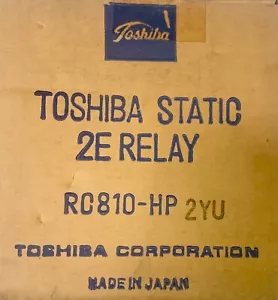 Toshiba
TOSHIBA STATIC
2E RELAY
RC810-HP 2YU
TOSHIBA CORPORATION
MADE IN JAPAN